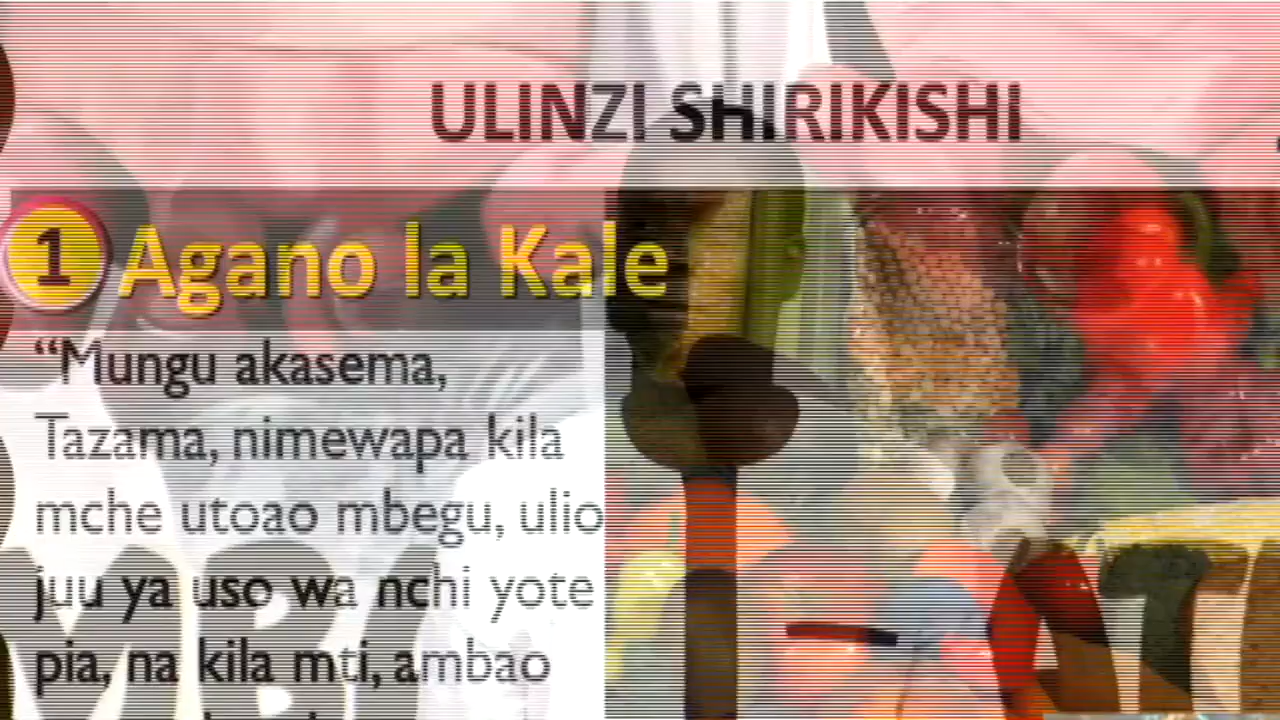 ULINZI SHIRIKISHI
1 Agano la Kale
“Mungu akasema,
Tazama, nimewapa kila
mche utoao mbegu, ulio
juu ya uso wa nchi yote
pia, na kila mti, ambao